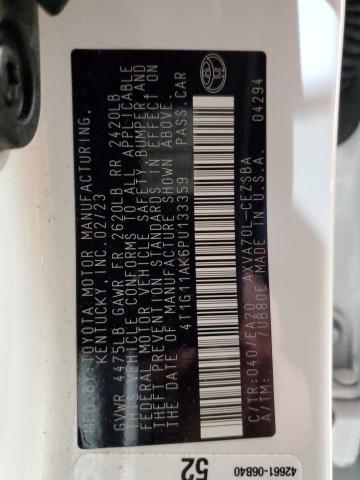 MFD.BY:TOYOTA MOTOR MANUFACTURING,
KENTUCKY,INC. 02/23
GVWR 4475LB GAWR FR 2620LB RR 2420LB
THIS VEHICLE CONFORMS TO ALL APPLICABLE
FEDERAL MOTOR VEHICLE SAFETY,BUMPER,AND
THEFT PREVENTION STANDARDS IN EFFECT ON
THE DATE OF MANUFACTURE SHOWN ABOVE.
4T1G11AK6PU133359 PASS.CAR
C/TR:040/EA20 AXVA70L-CEZSBA
A/TM: /UB80E MADE IN U.S.A. 04294
42661-06B40
52